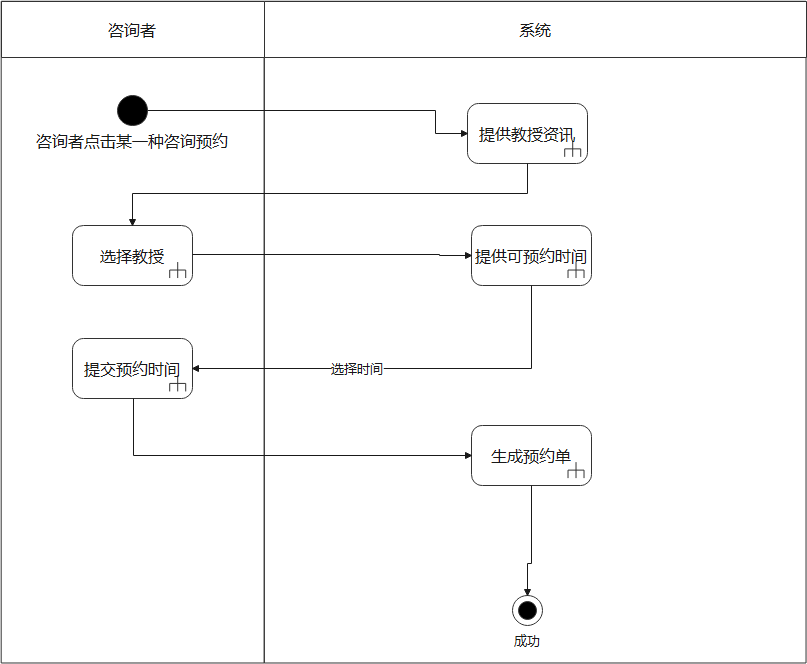 咨询者
系统
咨询者点击某一种咨询预约
提供教授资讯
选择教授
提供可预约时间
提交预约时间
选择时间
生成预约单
成功